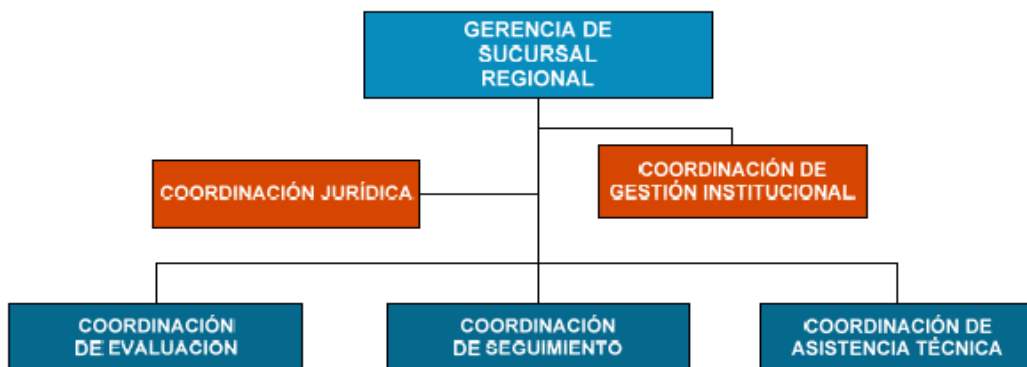 GERENCIA DE
SUCURSAL
REGIONAL
COORDINACIÓN JURÍDICA
COORDINACIÓN DE
GESTIÓN INSTITUCIONAL
COORDINACIÓN
DE EVALUACION
COORDINACIÓN
DE SEGUIMIENTO
COORDINACIÓN DE
ASISTENCIA TÉCNICA